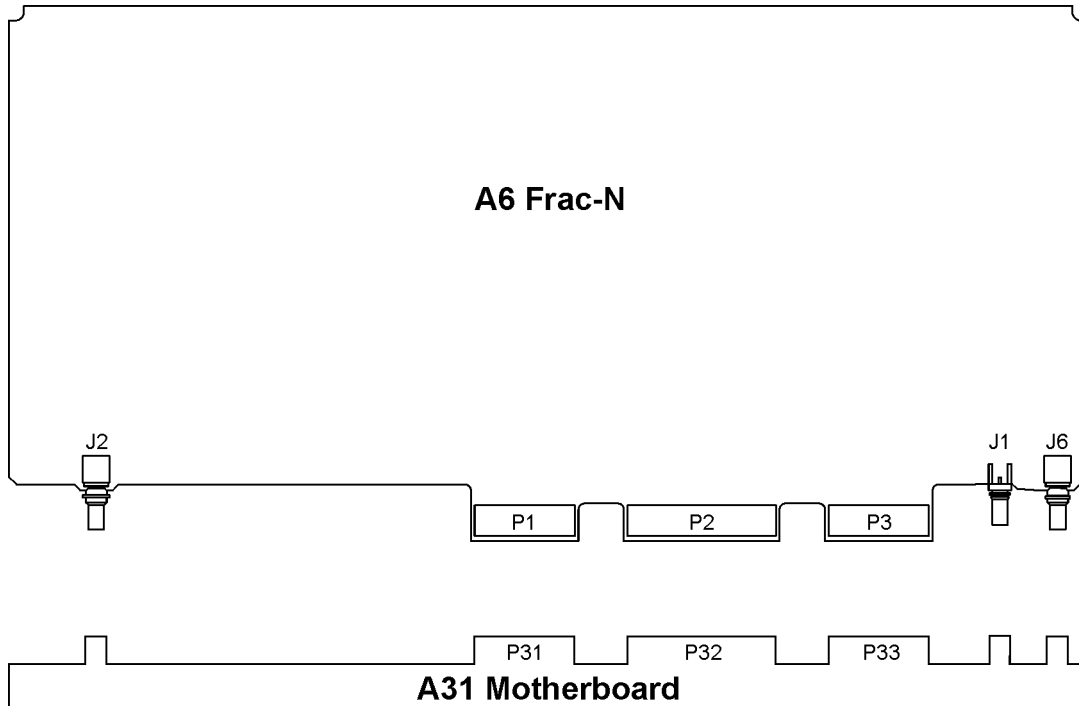 A6 Frac-N
J2
J1
J6
P1
P2
P3
P31
P32
P33
A31 Motherboard